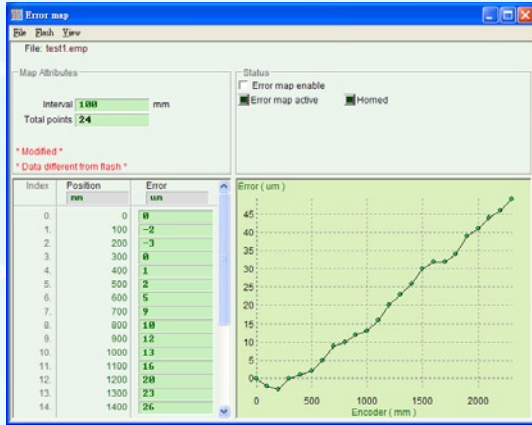 Error map
File Flash View
File: test1.emp
Map Attributes
Interval 100 mm
Total points 24
* Modified *
* Data different from flash *
Status
Error map enable
Error map active Homed
Index Position Error
mm um
0. 0 0
1. 100 -2
2. 200 -3
3. 300 0
4. 400 1
5. 500 2
6. 600 5
7. 700 9
8. 800 10
9. 900 12
10. 1000 13
11. 1100 16
12. 1200 20
13. 1300 23
14. 1400 26
Error ( um )
45
40
35
30
25
20
15
10
5
0
0 500 1000 1500 2000
Encoder ( mm )